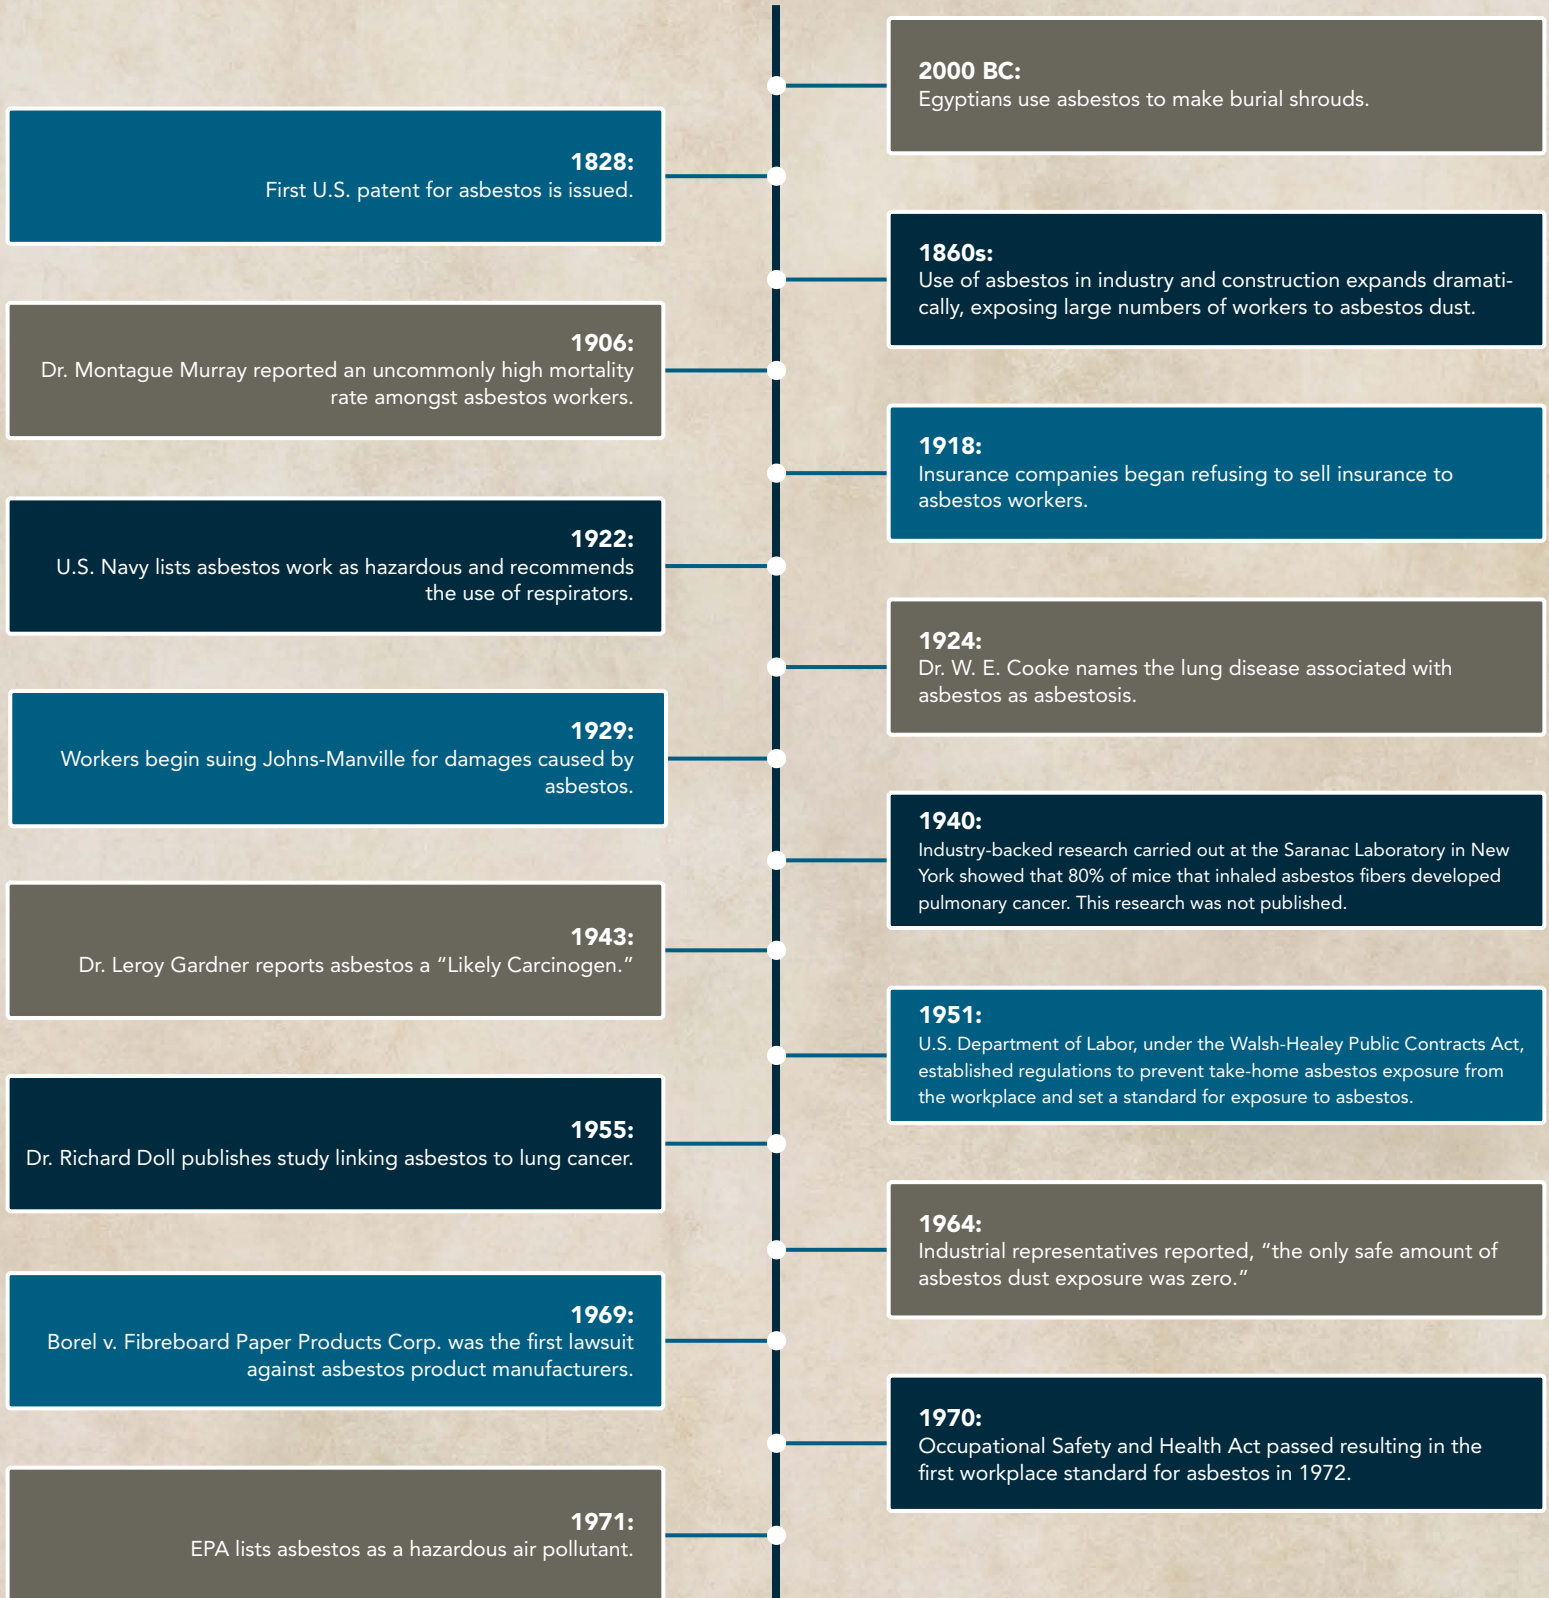 2000 BC:
Egyptians use asbestos to make burial shrouds.
1828:
First U.S. patent for asbestos is issued.
1860s:
Use of asbestos in industry and construction expands dramati-
cally, exposing large numbers of workers to asbestos dust.
1906:
Dr. Montague Murray reported an uncommonly high mortality
rate amongst asbestos workers.
1918:
Insurance companies began refusing to sell insurance to
asbestos workers.
1922:
U.S. Navy lists asbestos work as hazardous and recommends
the use of respirators.
1924:
Dr. W. E. Cooke names the lung disease associated with
asbestos as asbestosis.
1929:
Workers begin suing Johns-Manville for damages caused by
asbestos.
1940:
Industry-backed research carried out at the Saranac Laboratory in New
York showed that 80% of mice that inhaled asbestos fibers developed
pulmonary cancer. This research was not published.
1943:
Dr. Leroy Gardner reports asbestos a “Likely Carcinogen.”
1951:
U.S. Department of Labor, under the Walsh-Healey Public Contracts Act,
established regulations to prevent take-home asbestos exposure from
the workplace and set a standard for exposure to asbestos.
1955:
Dr. Richard Doll publishes study linking asbestos to lung cancer.
1964:
Industrial representatives reported, “the only safe amount of
asbestos dust exposure was zero.”
1969:
Borel v. Fibreboard Paper Products Corp. was the first lawsuit
against asbestos product manufacturers.
1970:
Occupational Safety and Health Act passed resulting in the
first workplace standard for asbestos in 1972.
1971:
EPA lists asbestos as a hazardous air pollutant.